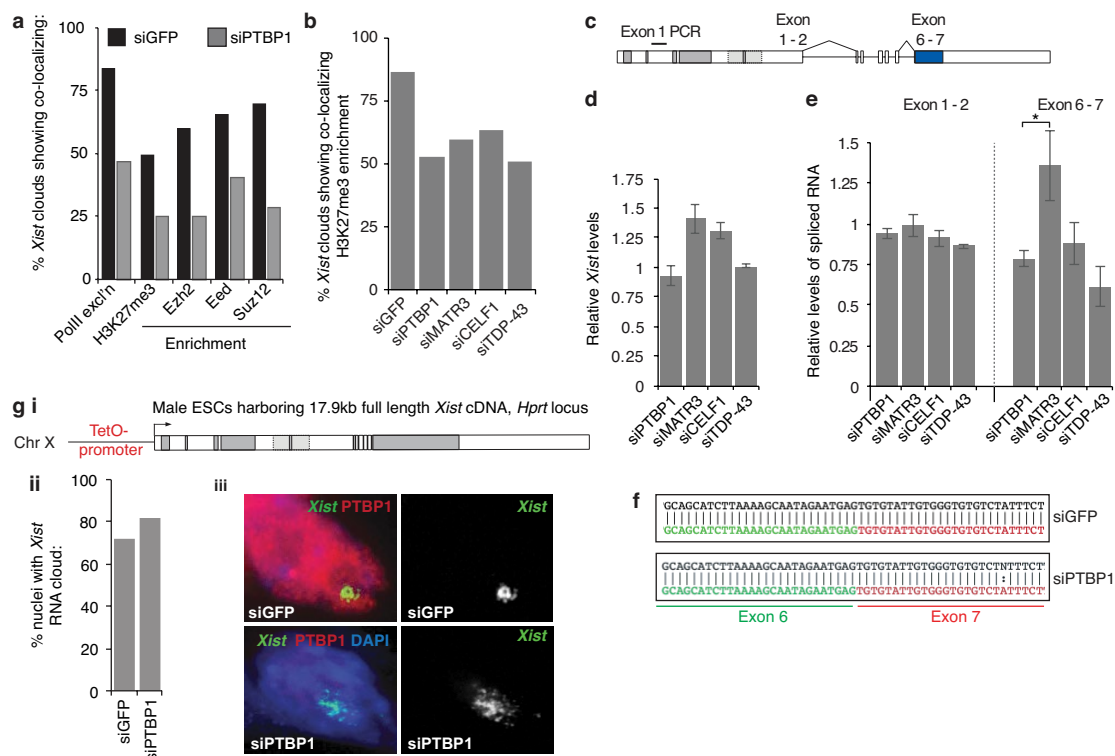 a
siGFP
siPTBP1
% Xist clouds showing co-localizing:
100
75
50
25
0
PolII excl'n
H3K27me3
Ezh2
Eed
Suz12
Enrichment
b
% Xist clouds showing co-localizing
H3K27me3 enrichment
100
75
50
25
0
siGFP
siPTBP1
siMATR3
siCELF1
siTDP-43
c
Exon 1 PCR
Exon
1 - 2
Exon
6 - 7
d
Relative Xist levels
1.75
1.5
1.25
1
0.75
0.5
0.25
0
siPTBP1
siMATR3
siCELF1
siTDP-43
e
Exon 1 - 2
Exon 6 - 7
*
Relative levels of spliced RNA
1.5
1.25
1
0.75
0.5
0.25
0
siPTBP1
siMATR3
siCELF1
siTDP-43
siPTBP1
siMATR3
siCELF1
siTDP-43
g i
Male ESCs harboring 17.9kb full length Xist cDNA, Hprt locus
Chr X
TetO-
promoter
ii
% nuclei with Xist
RNA cloud:
100
80
60
40
20
0
siGFP
siPTBP1
iii
Xist PTBP1
siGFP
Xist
siGFP
Xist PTBP1 DAPI
siPTBP1
Xist
siPTBP1
f
GCAGCATCTTAAAAGCAATAGAATGAGTGTGTATTGTGGGTGTGTCTATTTCT
GCAGCATCTTAAAAGCAATAGAATGAGTGTGTATTGTGGGTGTGTCTATTTCT
siGFP
GCAGCATCTTAAAAGCAATAGAATGAGTGTGTATTGTGGGTGTGTCTNTTTCT
GCAGCATCTTAAAAGCAATAGAATGAGTGTGTATTGTGGGTGTGTCTATTTCT
siPTBP1
Exon 6
Exon 7